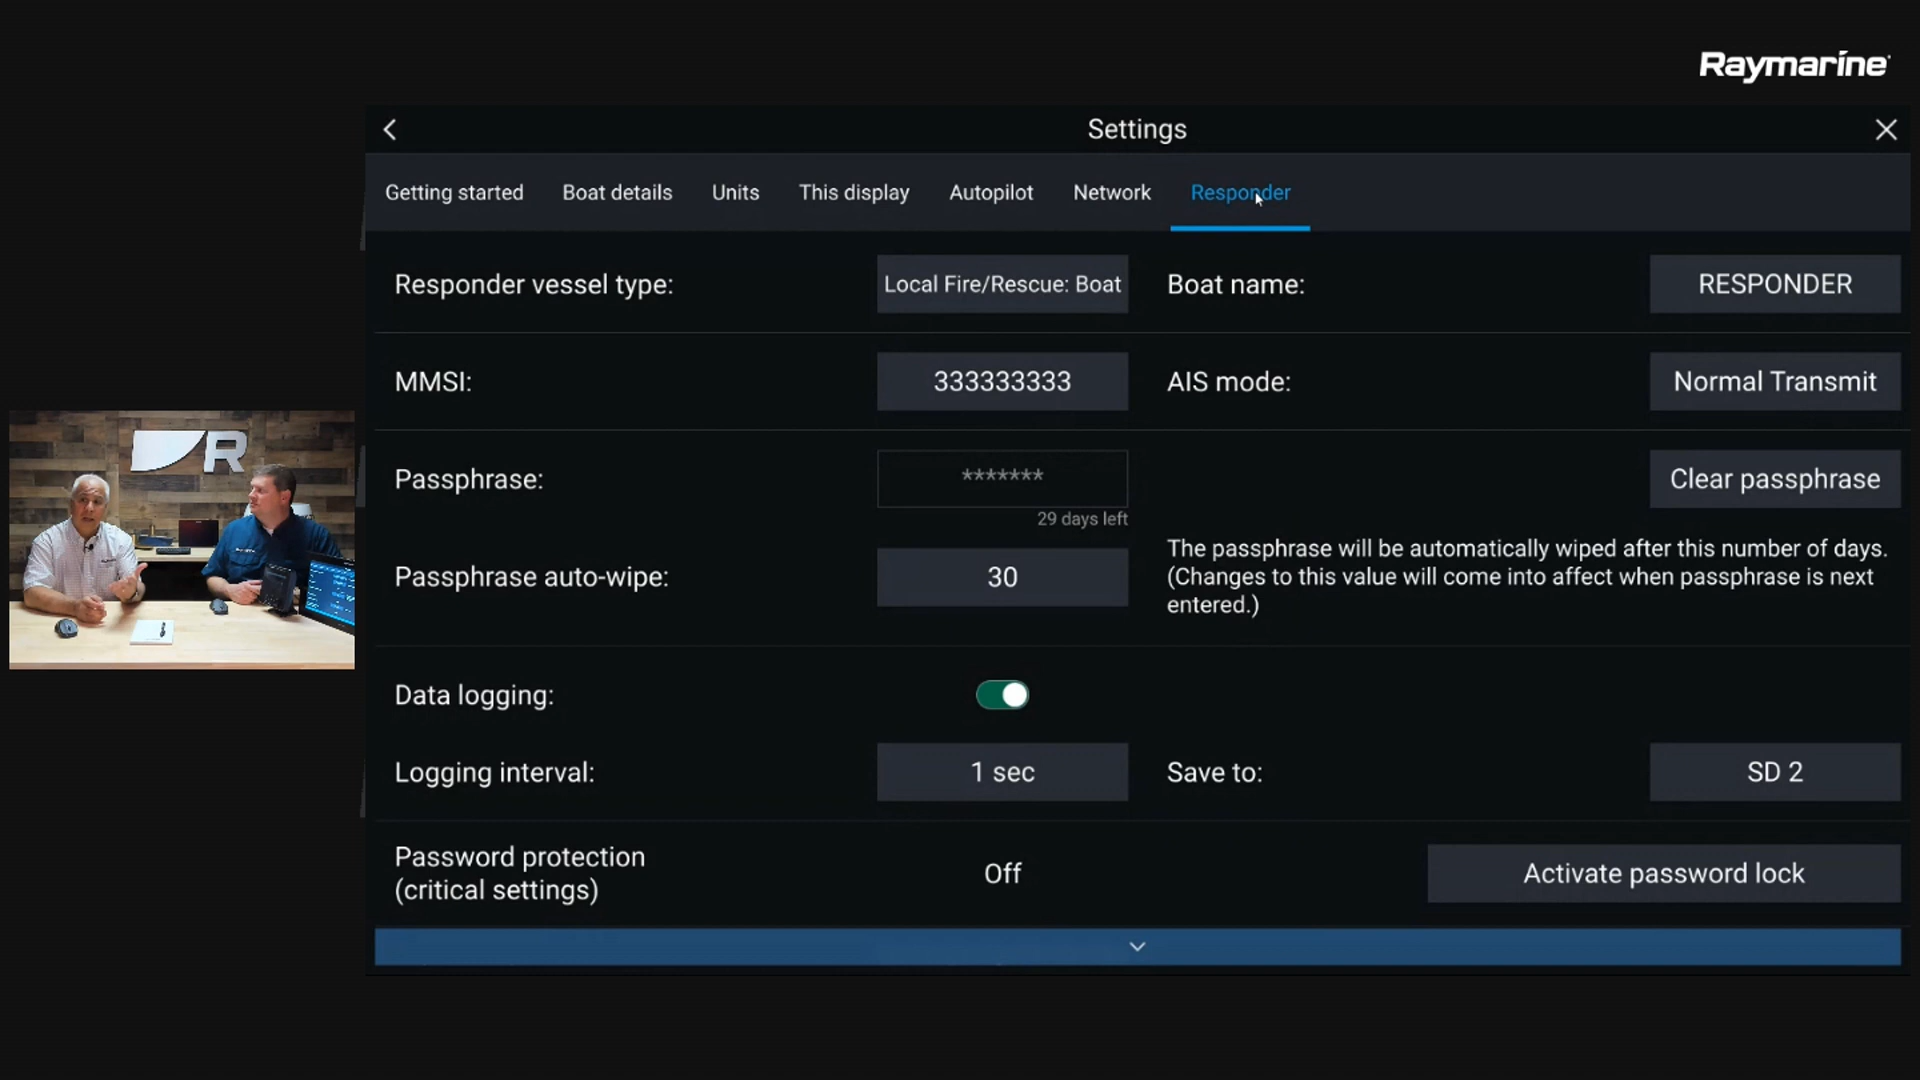 Raymarine
Settings
Getting started Boat details Units This display Autopilot Network Responder
Responder vessel type: Local Fire/Rescue: Boat Boat name: RESPONDER
MMSI: 333333333 AIS mode: Normal Transmit
Passphrase: ******* Clear passphrase
29 days left
Passphrase auto-wipe: 30
The passphrase will be automatically wiped after this number of days.
(Changes to this value will come into affect when passphrase is next
entered.)
Data logging:
Logging interval: 1 sec Save to: SD 2
Password protection
(critical settings) Off Activate password lock
R